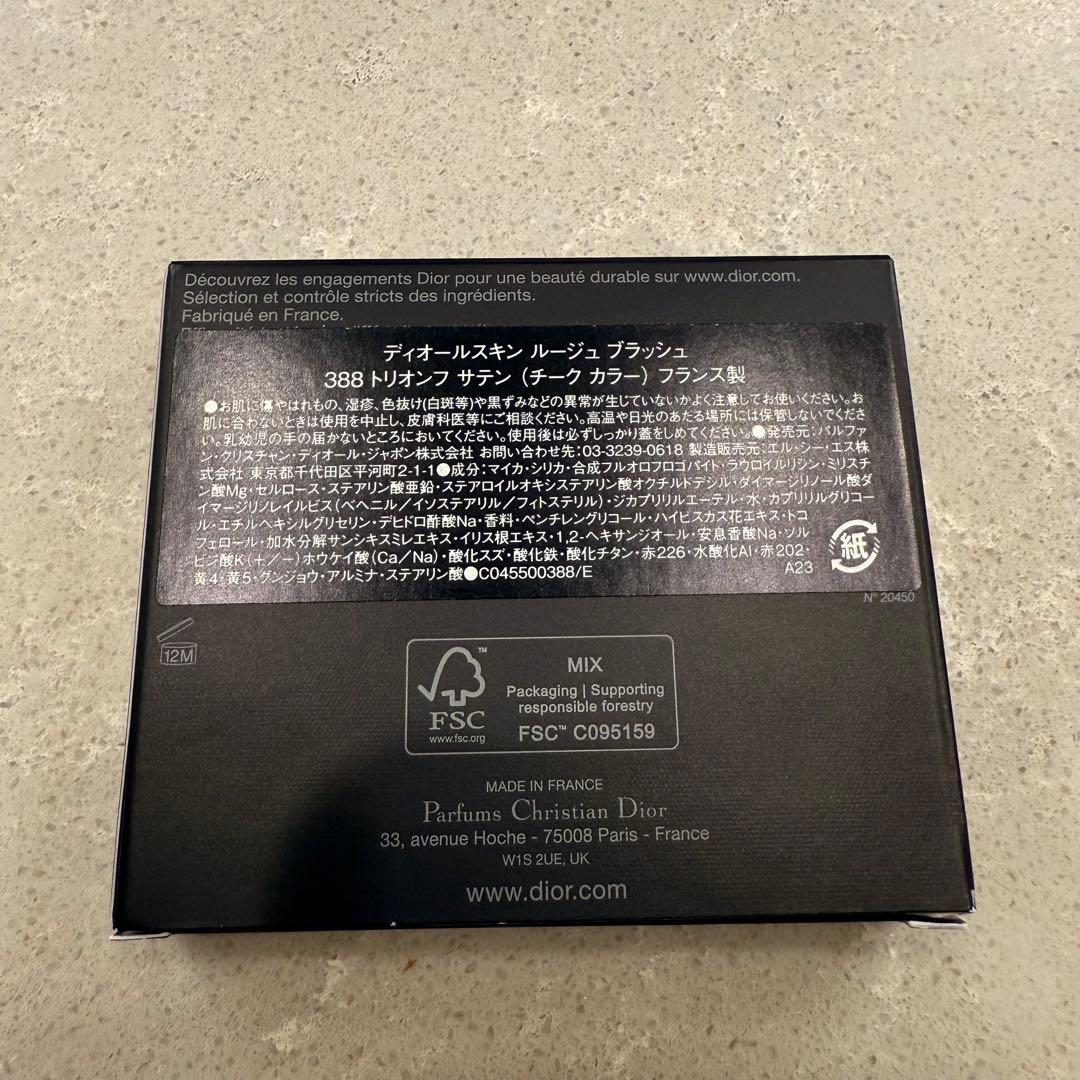 Découvrez les engagements Dior pour une beauté durable sur www.dior.com.
Sélection et contrôle stricts des ingrédients.
Fabriqué en France.
ディオールスキン ルージュ ブラッシュ
388 トリオンフ サテン (チーク カラー) フランス製
●お肌に傷やはれもの、湿疹、色抜け(白斑等)や黒ずみなどの異常が生じていないかよく注意してお使いください。お
肌に合わないときは使用を中止し、皮膚科医等にご相談ください。高温や日光のあたる場所には保管しないでくださ
い。乳幼児の手の届かないところにおいてください。使用後は必ずしっかり蓋をしめてください。●発売元:パルファ
ン・クリスチャン・ディオール・ジャポン株式会社 お問い合わせ先:03-3239-0618 製造販売元:エル・シー・エス株
式会社 東京都千代田区平河町2-1-1●成分:マイカ・シリカ・合成フルオロフロゴパイト・ラウロイルリシン・ミリスチ
ン酸Mg・セルロース・ステアリン酸亜鉛・ステアロイルオキシステアリン酸オクチルドデシル・ダイマージリノール酸ダ
イマージリノレイルビス(ベヘニル/イソステアリル/フィトステリル)・ジカプリリルエーテル・水・カプリリルグリコー
ル・エチルヘキシルグリセリン・デヒドロ酢酸Na・香料・ペンチレングリコール・ハイビスカス花エキス・トコ
フェロール・加水分解サンシキスミレエキス・イリス根エキス・1,2-ヘキサンジオール・安息香酸Na・ソル
ビン酸K(+/-)ホウケイ酸(Ca/Na)・酸化スズ・酸化鉄・酸化チタン・赤226・水酸化Al・赤202・
黄4・黄5・グンジョウ・アルミナ・ステアリン酸●C045500388/E
紙
A23
N° 20450
12M
FSC™
www.fsc.org
MIX
Packaging | Supporting
responsible forestry
FSC™ C095159
MADE IN FRANCE
Parfums Christian Dior
33, avenue Hoche - 75008 Paris - France
W1S 2UE, UK
www.dior.com